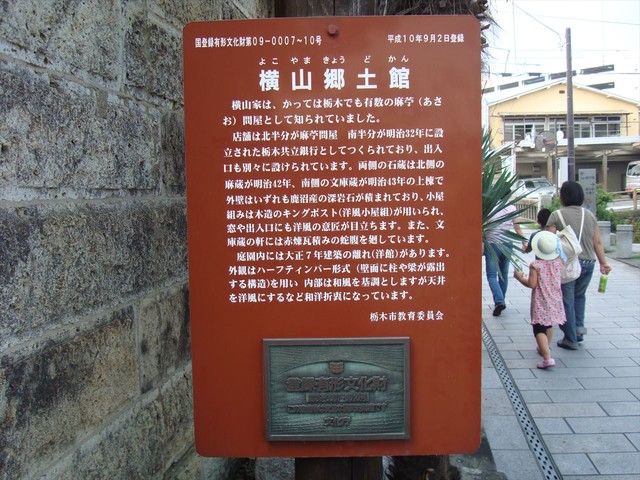 国登録有形文化財第09-0007~10号
平成10年9月2日登録
よこ やま きょう ど かん
横山郷土館
横山家は、かつては栃木でも有数の麻苧（あさ
お）問屋として知られていました。
店舗は北半分が麻苧問屋 南半分が明治32年に設
立された栃木共立銀行としてつくられており、出入
口も別々に設けられています。両側の石蔵は北側の
麻蔵が明治42年、南側の文庫蔵が明治43年の上棟で
外壁はいずれも鹿沼産の深岩石が積まれており、小屋
組みは木造のキングポスト(洋風小屋組)が用いられ、
窓や出入口にも洋風の意匠が目立ちます。また、文
庫蔵の軒には赤煉瓦積みの蛇腹を廻しています。
庭園内には大正7年建築の離れ(洋館)があります。
外観はハーフティンバー形式（壁面に柱や梁が露出
する構造)を用い 内部は和風を基調としますが天井
を洋風にするなど和洋折衷になっています。
栃木市教育委員会
登録有形文化財
文化庁